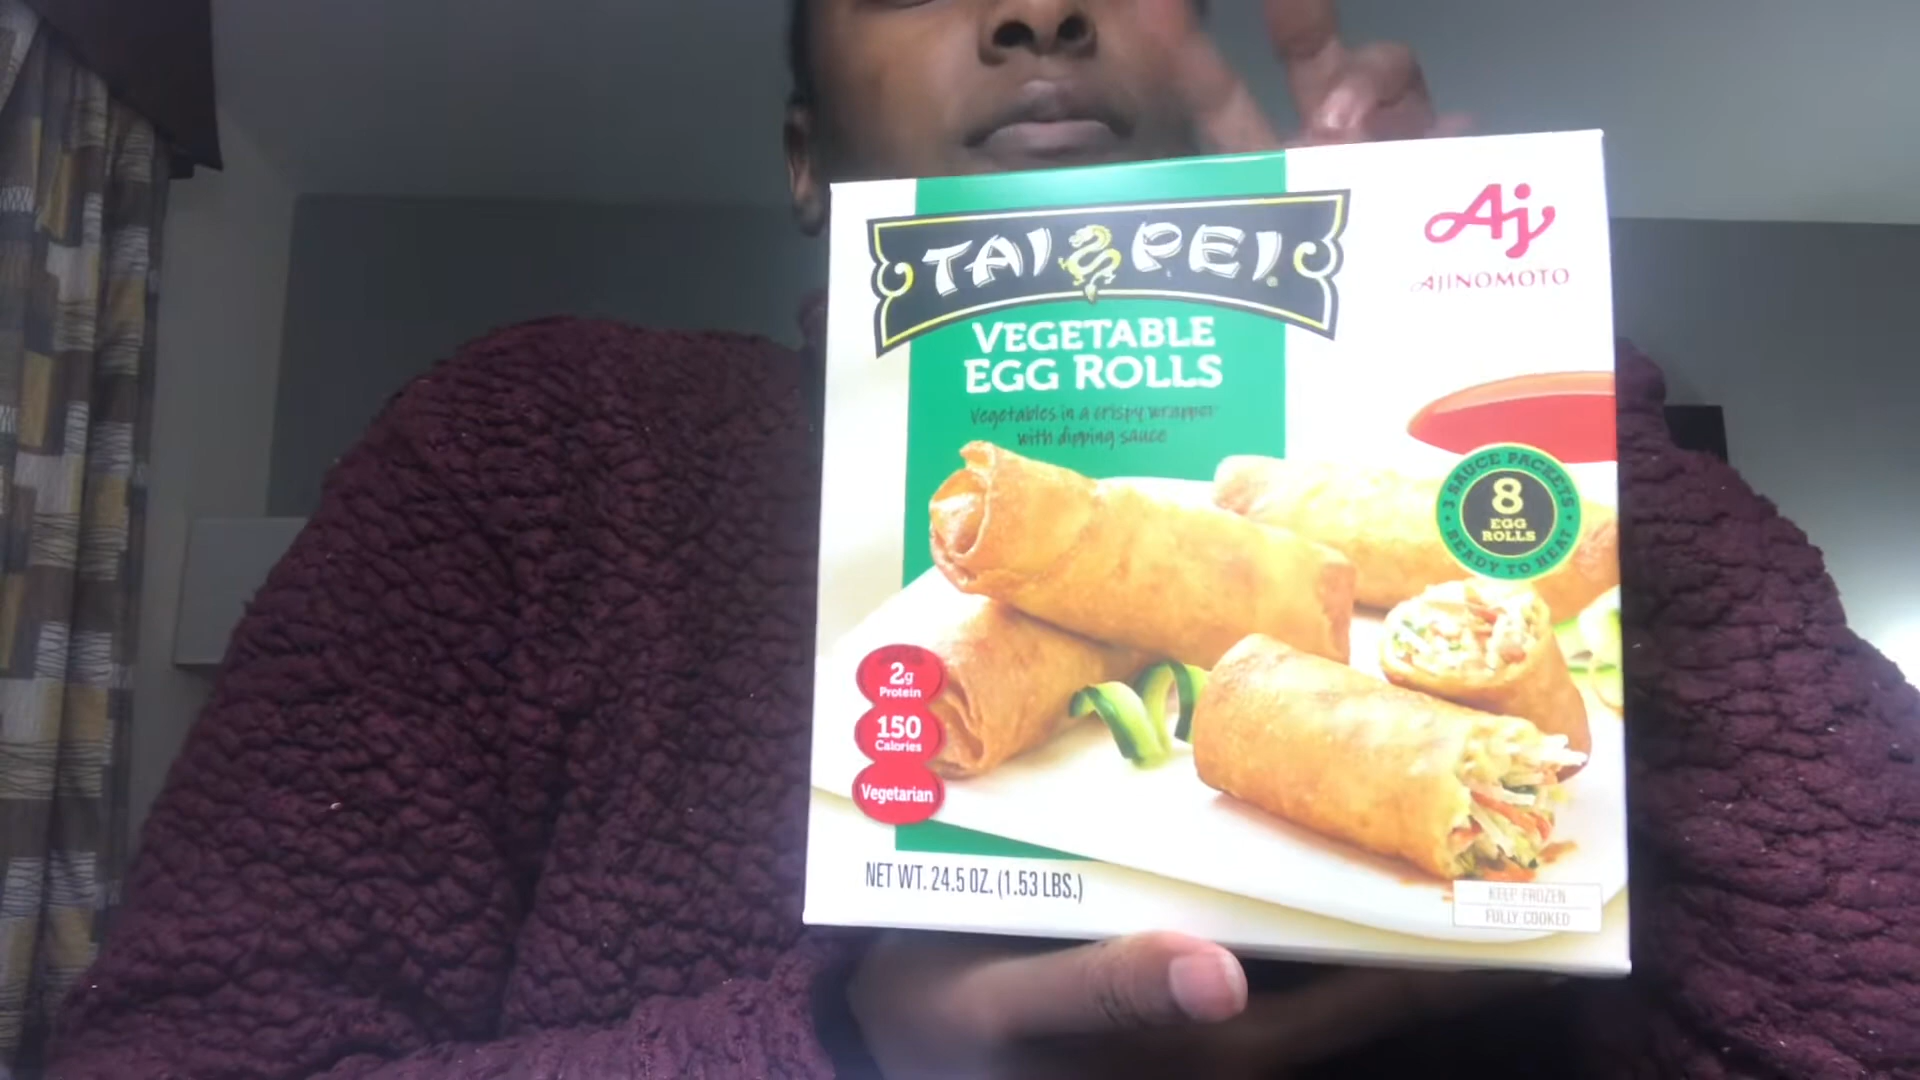 TAI PEI®
Aj
AJINOMOTO
VEGETABLE
EGG ROLLS
Vegetables in a crispy wrapper
with dipping sauce
3 SAUCE PACKETS
8
EGG
ROLLS
READY TO HEAT
2g
Protein
150
Calories
Vegetarian
NET WT. 24.5 OZ. (1.53 LBS.)
KEEP FROZEN
FULLY COOKED